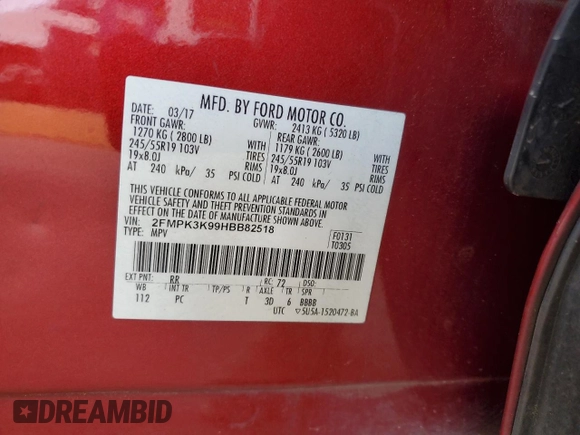 MFD. BY FORD MOTOR CO.
DATE: 03/17 GVWR: 2413 KG ( 5320 LB)
FRONT GAWR: REAR GAWR:
1270 KG ( 2800 LB) WITH 1179 KG ( 2600 LB) WITH
245/55R19 103V TIRES 245/55R19 103V TIRES
19x8.0J RIMS 19x8.0J RIMS
AT 240 kPa/ 35 PSI COLD AT 240 kPa/ 35 PSI COLD
THIS VEHICLE CONFORMS TO ALL APPLICABLE FEDERAL MOTOR
VEHICLE SAFETY AND THEFT PREVENTION STANDARDS IN
EFFECT ON THE DATE OF MANUFACTURE SHOWN ABOVE.
VIN: 2FMPK3K99HBB82518 F0131
TYPE: MPV T0305
EXT PNT: RR RC: 72 DSO:
WB INT TR TP/PS R AXLE TR SPR
112 PC T 3D 6 BBBB
UTC 5U5A-1520472-BA
DREAMBID